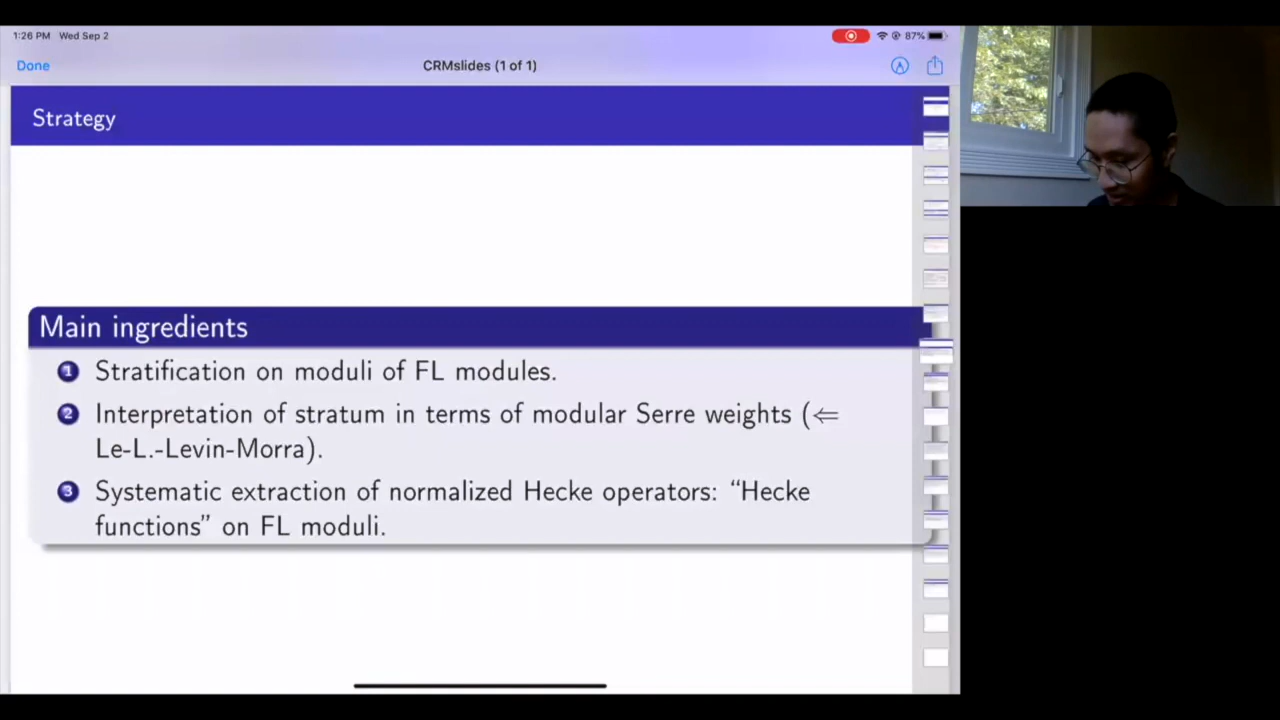 1:26 PM Wed Sep 2
87%
Done
CRMslides (1 of 1)
Strategy
Main ingredients
1 Stratification on moduli of FL modules.
2 Interpretation of stratum in terms of modular Serre weights (⇐
Le-L.-Levin-Morra).
3 Systematic extraction of normalized Hecke operators: “Hecke
functions” on FL moduli.